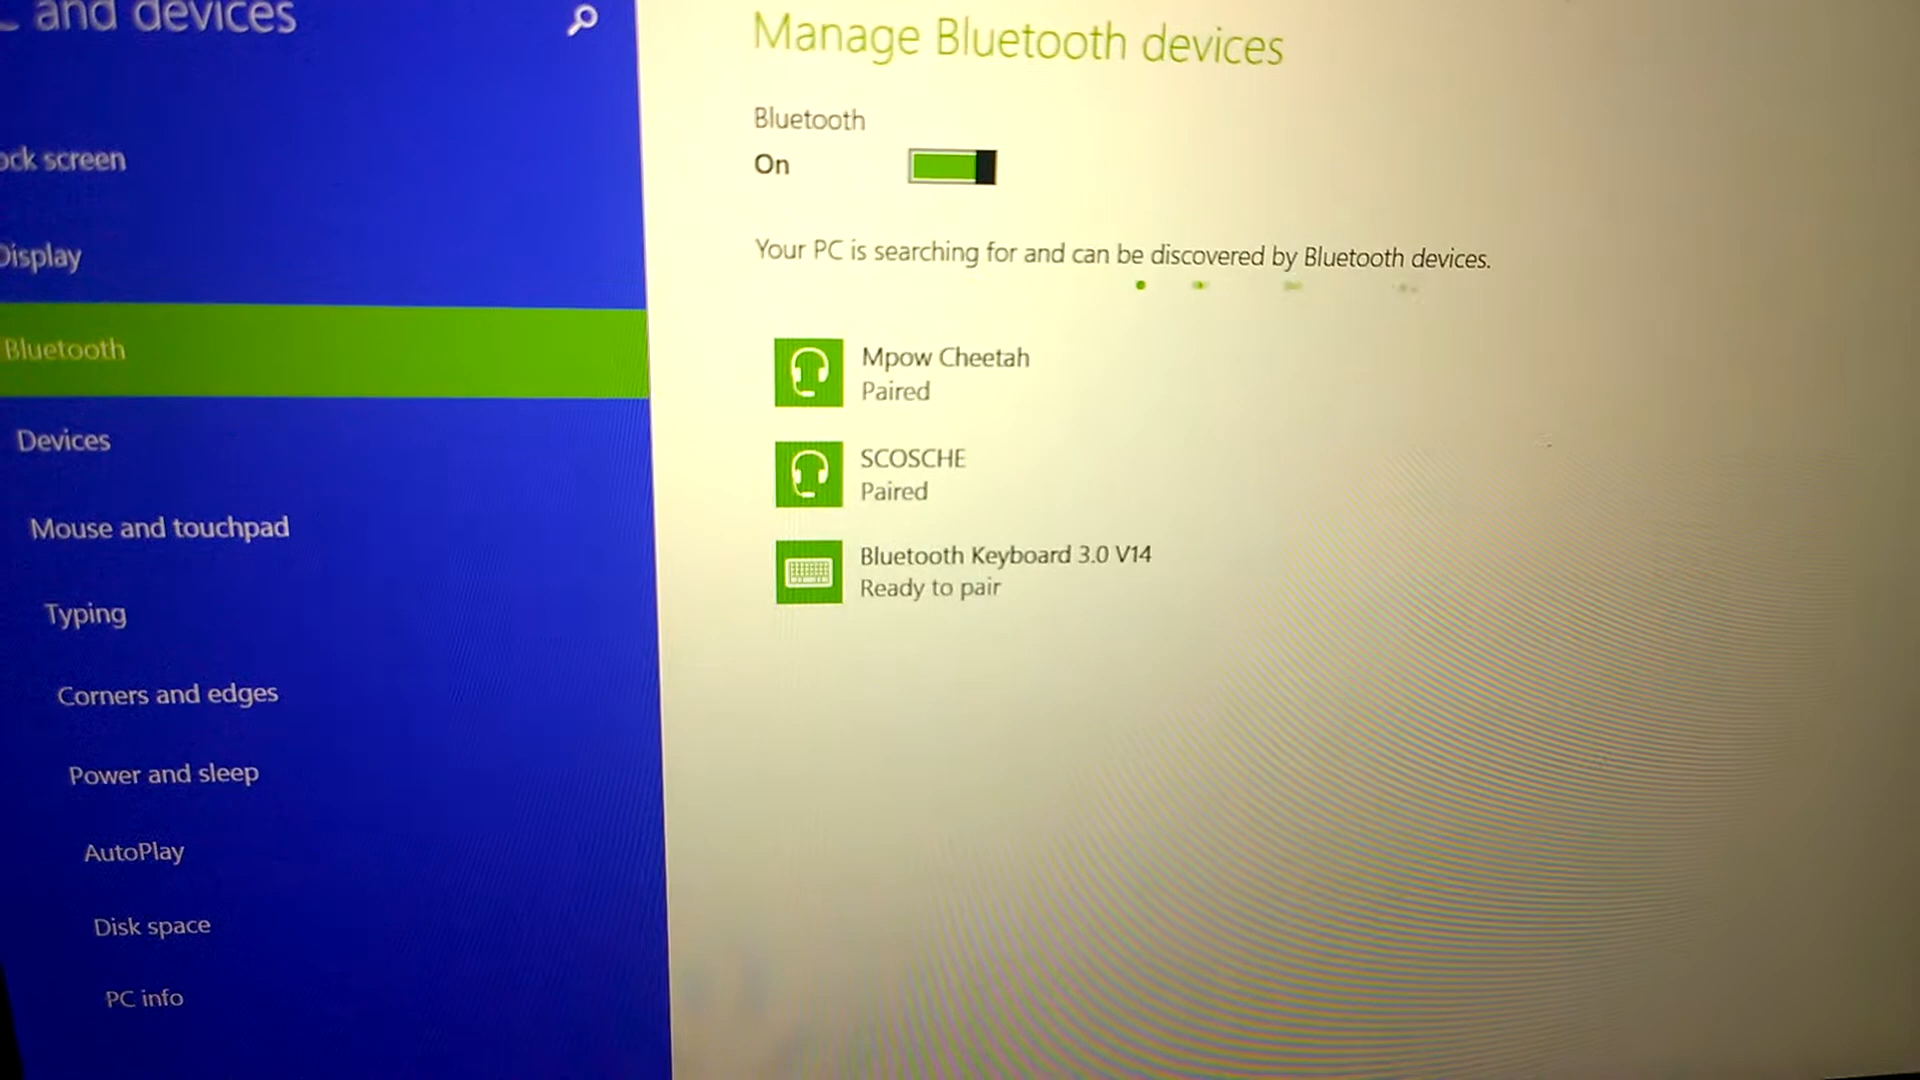 and devices
ock screen
Display
Bluetooth
Devices
Mouse and touchpad
Typing
Corners and edges
Power and sleep
AutoPlay
Disk space
PC info
Manage Bluetooth devices
Bluetooth
On
Your PC is searching for and can be discovered by Bluetooth devices.
Mpow Cheetah
Paired
SCOSCHE
Paired
Bluetooth Keyboard 3.0 V14
Ready to pair